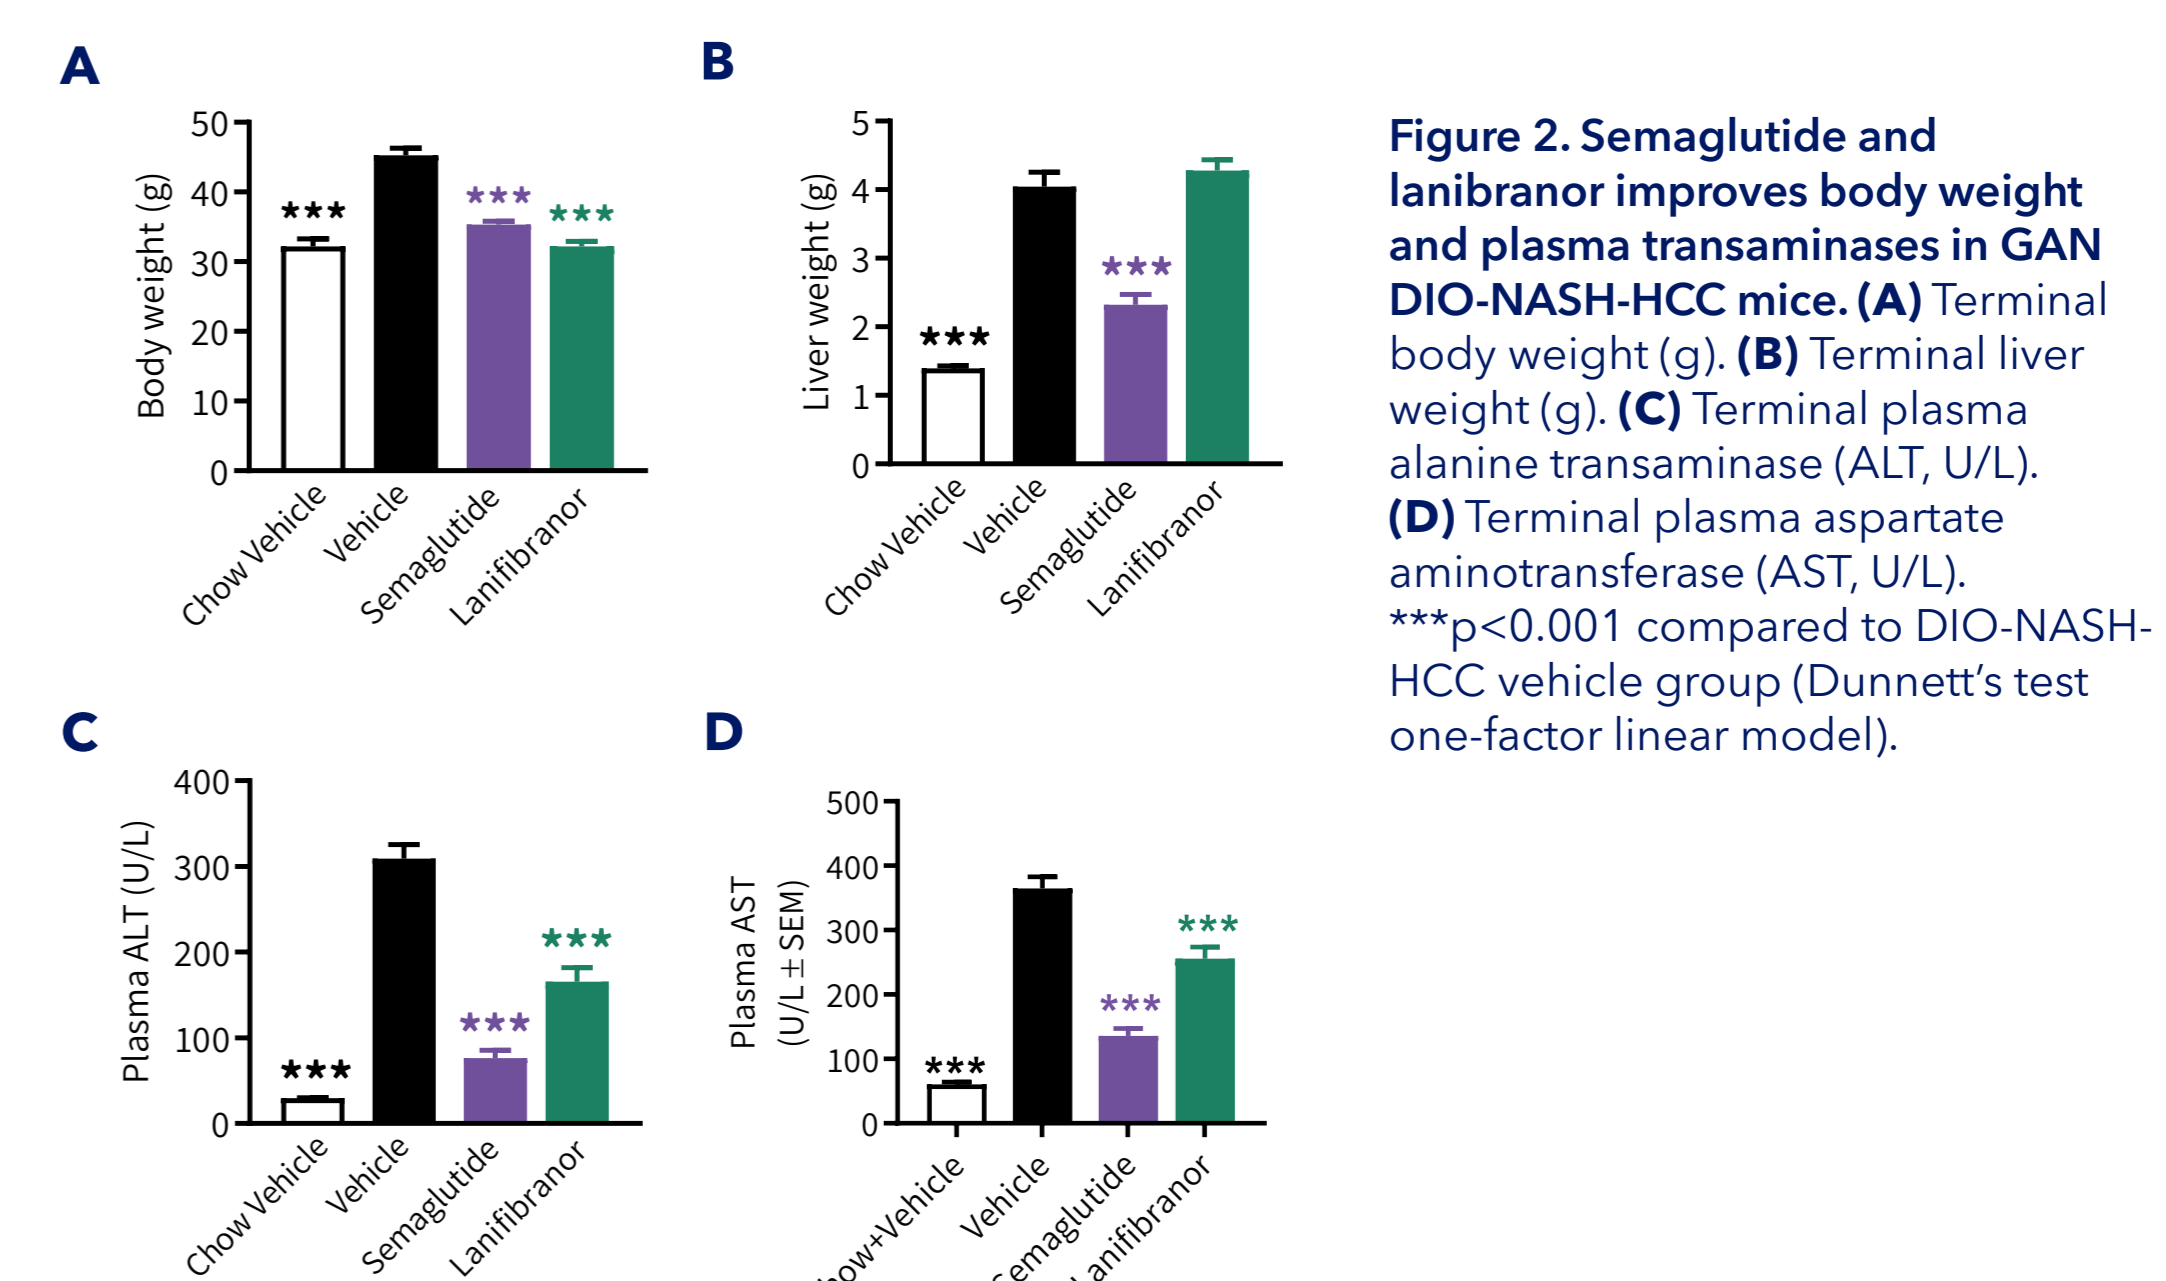 A
Body weight (g)
50
40
30
20
10
0
***
***
***
Chow Vehicle
Vehicle
Semaglutide
Lanifibranor
B
Liver weight (g)
5
4
3
2
1
0
***
***
Chow Vehicle
Vehicle
Semaglutide
Lanifibranor
Figure 2. Semaglutide and
lanibranor improves body weight
and plasma transaminases in GAN
DIO-NASH-HCC mice. (A) Terminal
body weight (g). (B) Terminal liver
weight (g). (C) Terminal plasma
alanine transaminase (ALT, U/L).
(D) Terminal plasma aspartate
aminotransferase (AST, U/L).
***p<0.001 compared to DIO-NASH-
HCC vehicle group (Dunnett’s test
one-factor linear model).
C
Plasma ALT (U/L)
400
300
200
100
0
***
***
***
Chow Vehicle
Vehicle
Semaglutide
Lanifibranor
D
Plasma AST
(U/L ± SEM)
500
400
300
200
100
0
***
***
***
how+Vehicle
Vehicle
Semaglutide
Lanifibranor